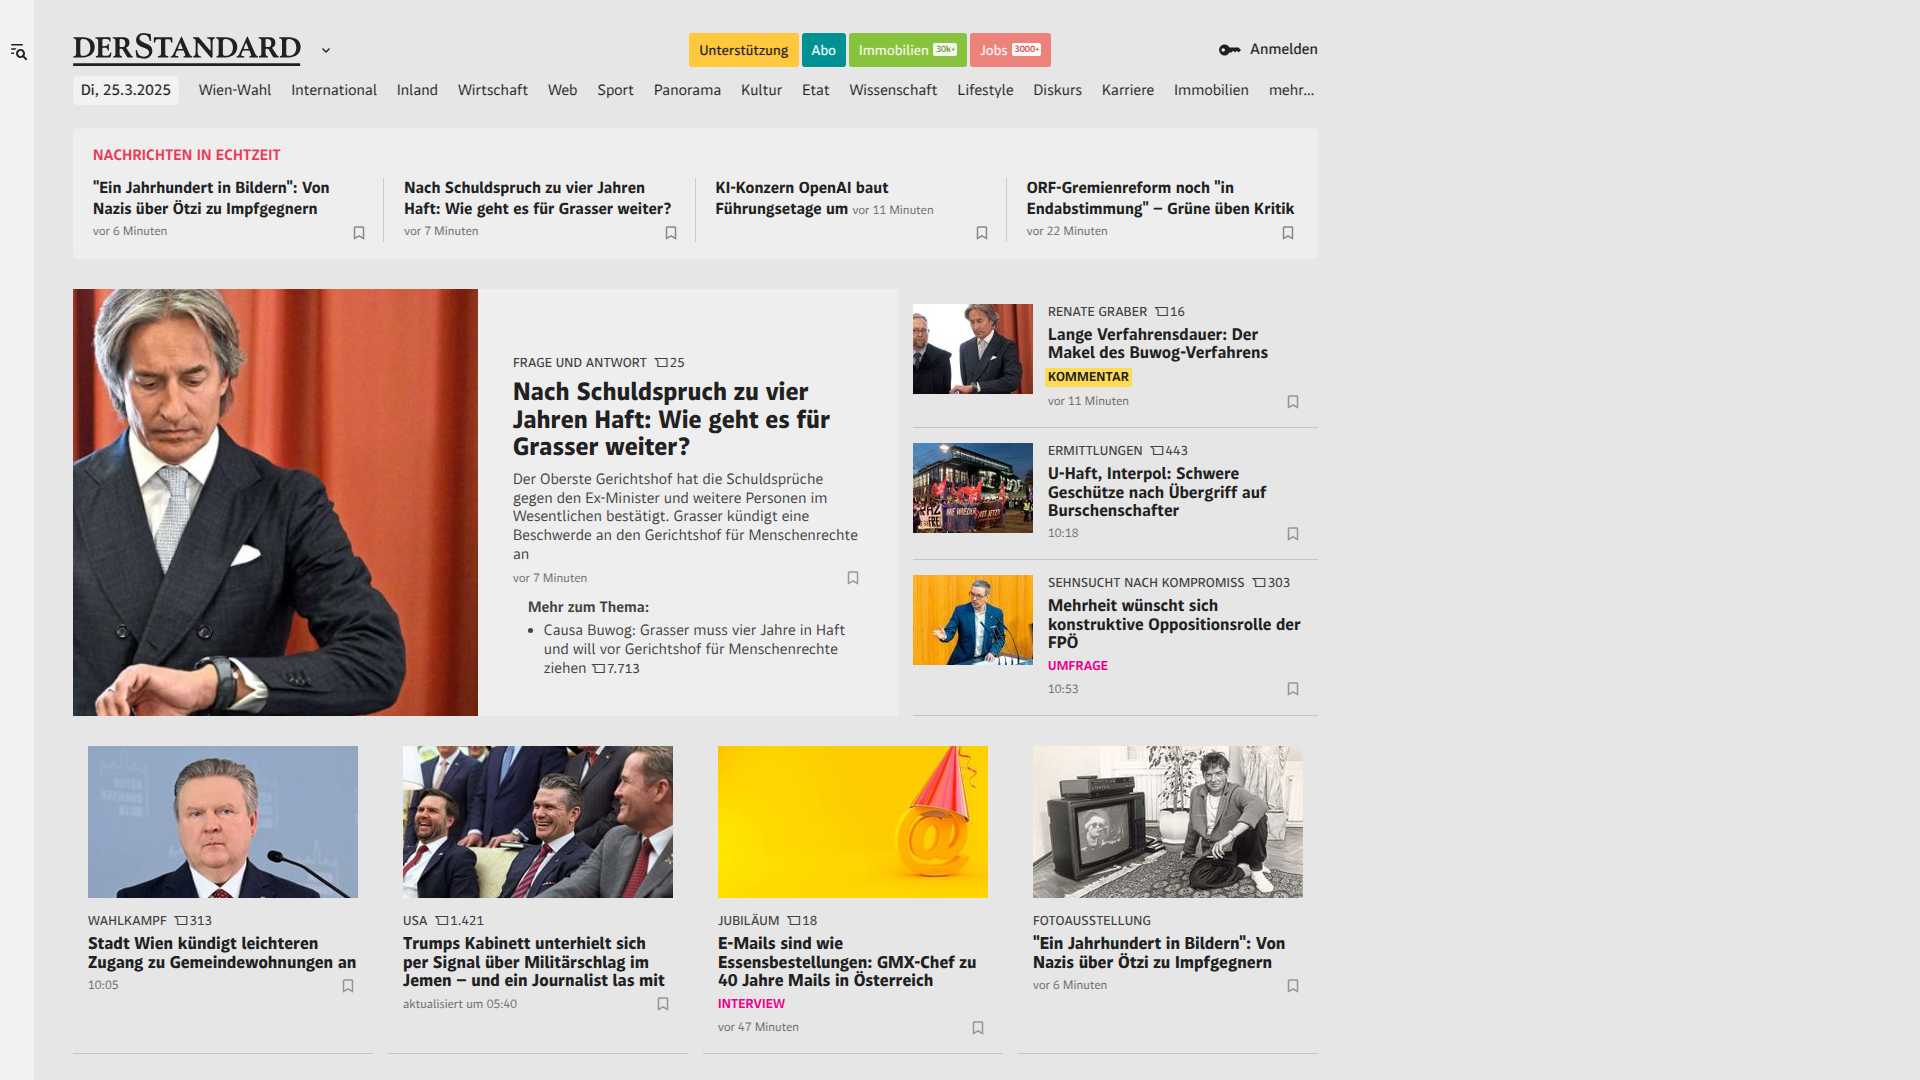 DERSTANDARD
Unterstützung
Abo
Immobilien 30k+
Jobs 3000+
Anmelden
Di, 25.3.2025
Wien-Wahl
International
Inland
Wirtschaft
Web
Sport
Panorama
Kultur
Etat
Wissenschaft
Lifestyle
Diskurs
Karriere
Immobilien
mehr...
NACHRICHTEN IN ECHTZEIT
"Ein Jahrhundert in Bildern": Von
Nazis über Ötzi zu Impfgegnern
vor 6 Minuten
Nach Schuldspruch zu vier Jahren
Haft: Wie geht es für Grasser weiter?
vor 7 Minuten
KI-Konzern OpenAI baut
Führungsetage um vor 11 Minuten
ORF-Gremienreform noch "in
Endabstimmung" – Grüne üben Kritik
vor 22 Minuten
FRAGE UND ANTWORT 25
Nach Schuldspruch zu vier
Jahren Haft: Wie geht es für
Grasser weiter?
Der Oberste Gerichtshof hat die Schuldsprüche
gegen den Ex-Minister und weitere Personen im
Wesentlichen bestätigt. Grasser kündigt eine
Beschwerde an den Gerichtshof für Menschenrechte
an
vor 7 Minuten
Mehr zum Thema:
• Causa Buwog: Grasser muss vier Jahre in Haft
und will vor Gerichtshof für Menschenrechte
ziehen 7.713
RENATE GRABER 16
Lange Verfahrensdauer: Der
Makel des Buwog-Verfahrens
KOMMENTAR
vor 11 Minuten
ERMITTLUNGEN 443
U-Haft, Interpol: Schwere
Geschütze nach Übergriff auf
Burschenschafter
10:18
SEHNSUCHT NACH KOMPROMISS 303
Mehrheit wünscht sich
konstruktive Oppositionsrolle der
FPÖ
UMFRAGE
10:53
WAHLKAMPF 313
Stadt Wien kündigt leichteren
Zugang zu Gemeindewohnungen an
10:05
USA 1.421
Trumps Kabinett unterhielt sich
per Signal über Militärschlag im
Jemen – und ein Journalist las mit
aktualisiert um 05:40
@
JUBILÄUM 18
E-Mails sind wie
Essensbestellungen: GMX-Chef zu
40 Jahre Mails in Österreich
INTERVIEW
vor 47 Minuten
FOTOAUSSTELLUNG
"Ein Jahrhundert in Bildern": Von
Nazis über Ötzi zu Impfgegnern
vor 6 Minuten